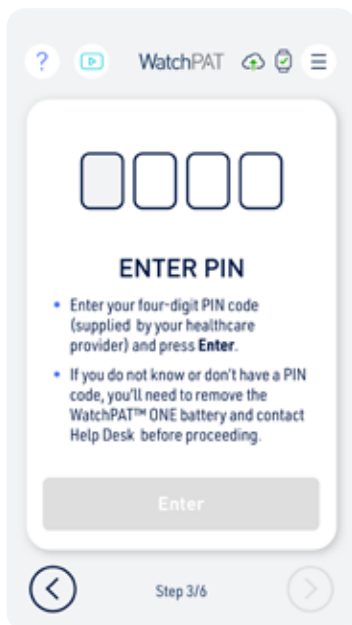 ?
WatchPAT
ENTER PIN
• Enter your four-digit PIN code
(supplied by your healthcare
provider) and press Enter.
• If you do not know or don't have a PIN
code, you'll need to remove the
WatchPAT™ ONE battery and contact
Help Desk before proceeding.
Enter
Step 3/6